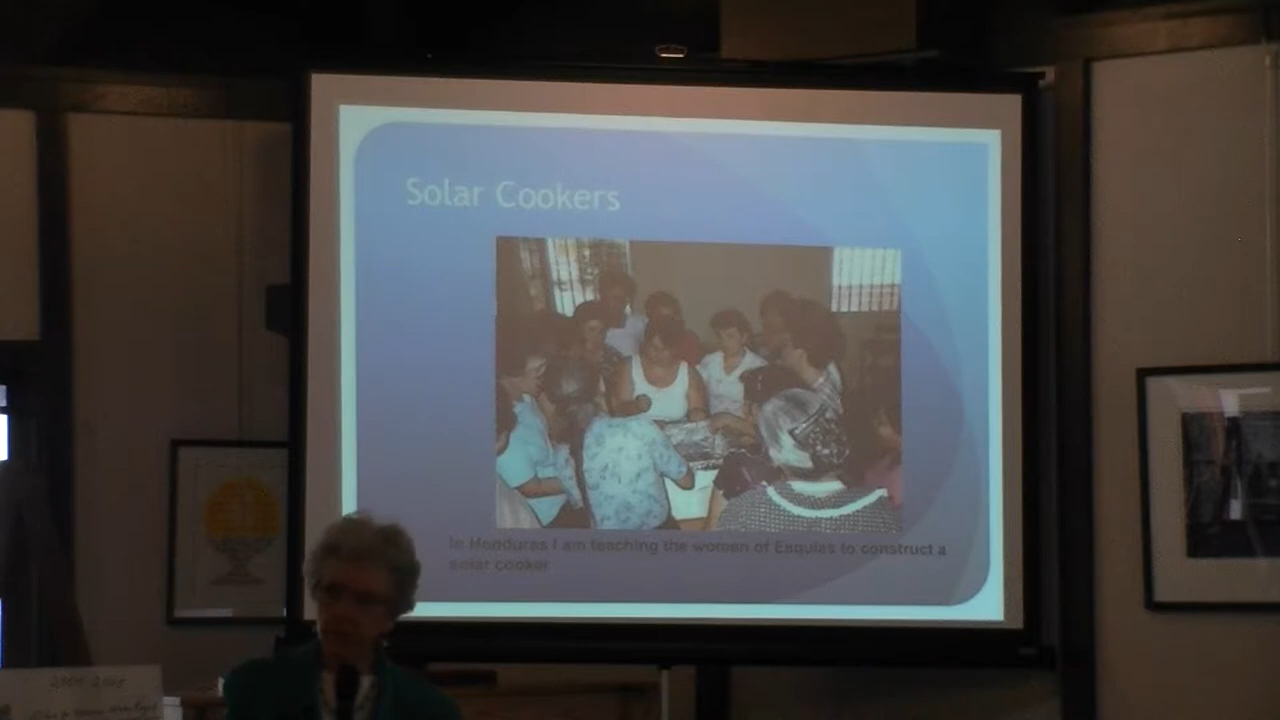 Solar Cookers
In Honduras I am teaching the women of Esquias to construct a
solar cooker